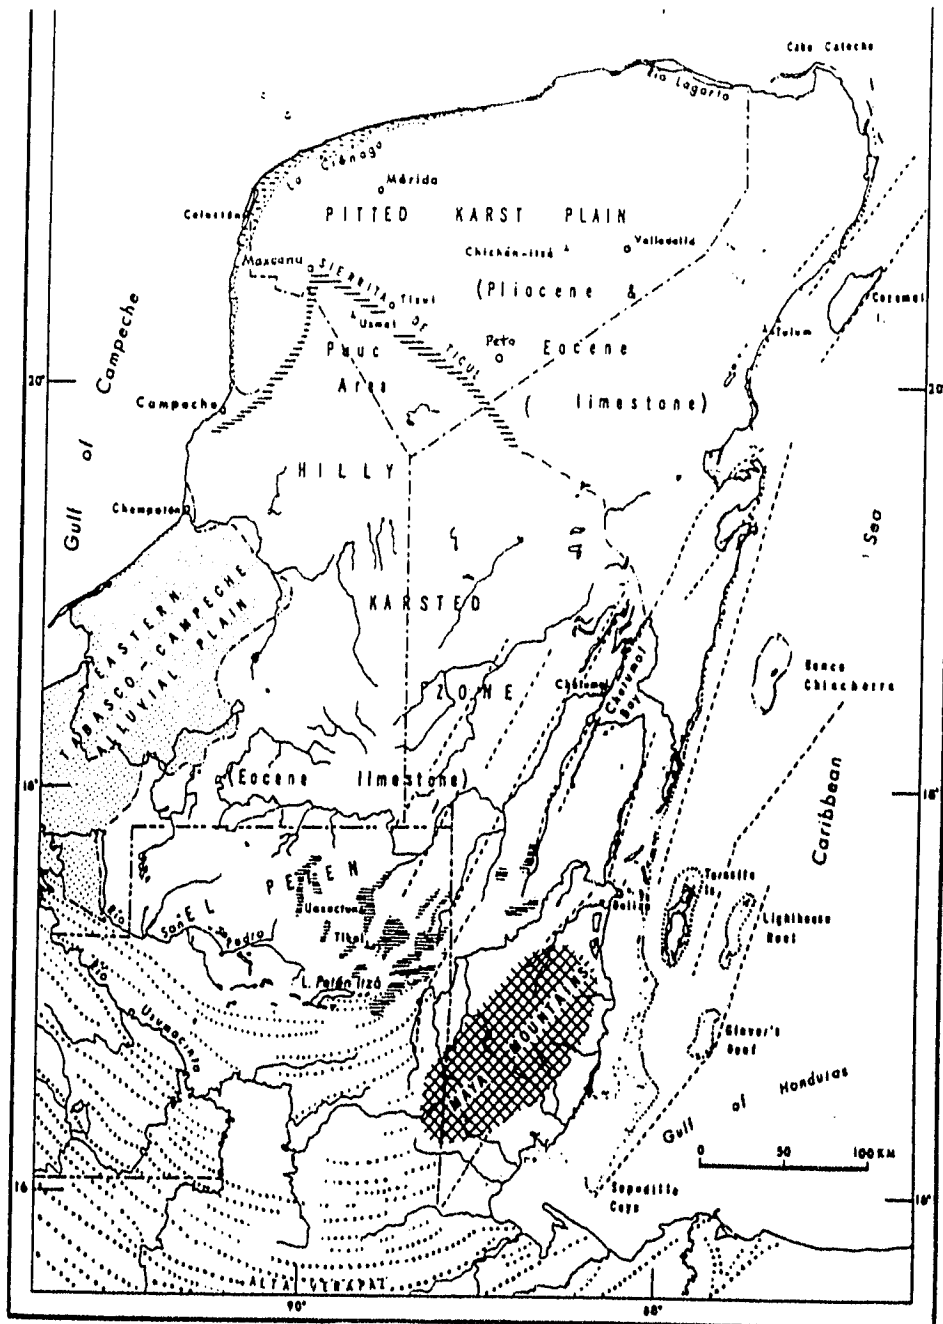 Cabo Catoche
Ría Lagarto
La Ciénaga
Mérida
Celestún
PITTED KARST PLAIN
Valladolid
Chichén-Itzá
Maxcanu
SIERRITA DE TICUL
Ticul
(Pliocene &
Cozumel
I.
Uxmal
Tulum
Peto
Puuc
Eocene
Area
20°
20°
Campeche
( limestone)
Gulf of Campeche
HILLY
Champotón
Sea
EASTERN
TABASCO-CAMPECHE
ALLUVIAL PLAIN
KARSTED
Banco
Chinchorro
ZONE
Chetumal
Chetumal
Bay
(Eocene limestone)
18°
18°
Caribbean
PETEN
EL
Uaxactun
Tikal
Río
San
Pedro
Turneffe
Is.
Belize
Lighthouse
Reef
L. Petén Itzá
Río
Usumacinta
MAYA MOUNTAINS
Glover's
Reef
Gulf of Honduras
0 50 100 KM
16°
16°
Sapodilla
Cays
ALTA VERAPAZ
90°
88°